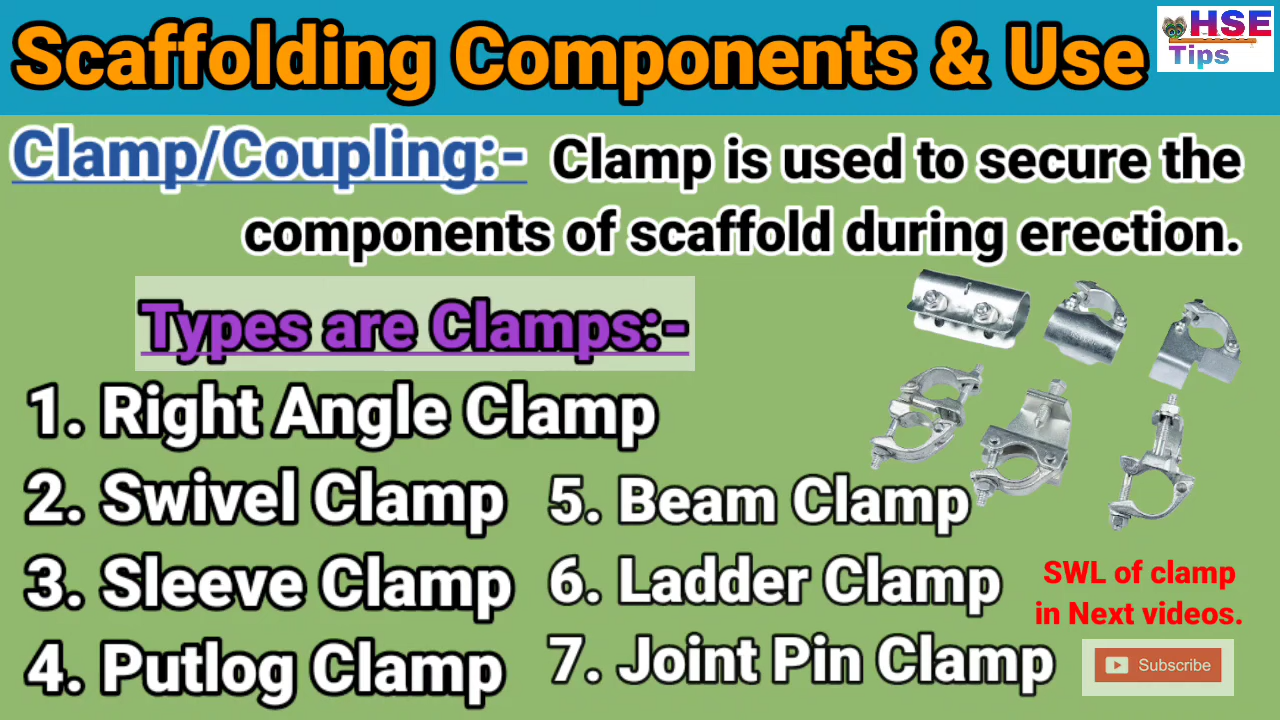 Scaffolding Components & Use
HSE
Tips
Clamp/Coupling:- Clamp is used to secure the
components of scaffold during erection.
Types are Clamps:-
1. Right Angle Clamp
2. Swivel Clamp
3. Sleeve Clamp
4. Putlog Clamp
5. Beam Clamp
6. Ladder Clamp
7. Joint Pin Clamp
SWL of clamp
in Next videos.
Subscribe